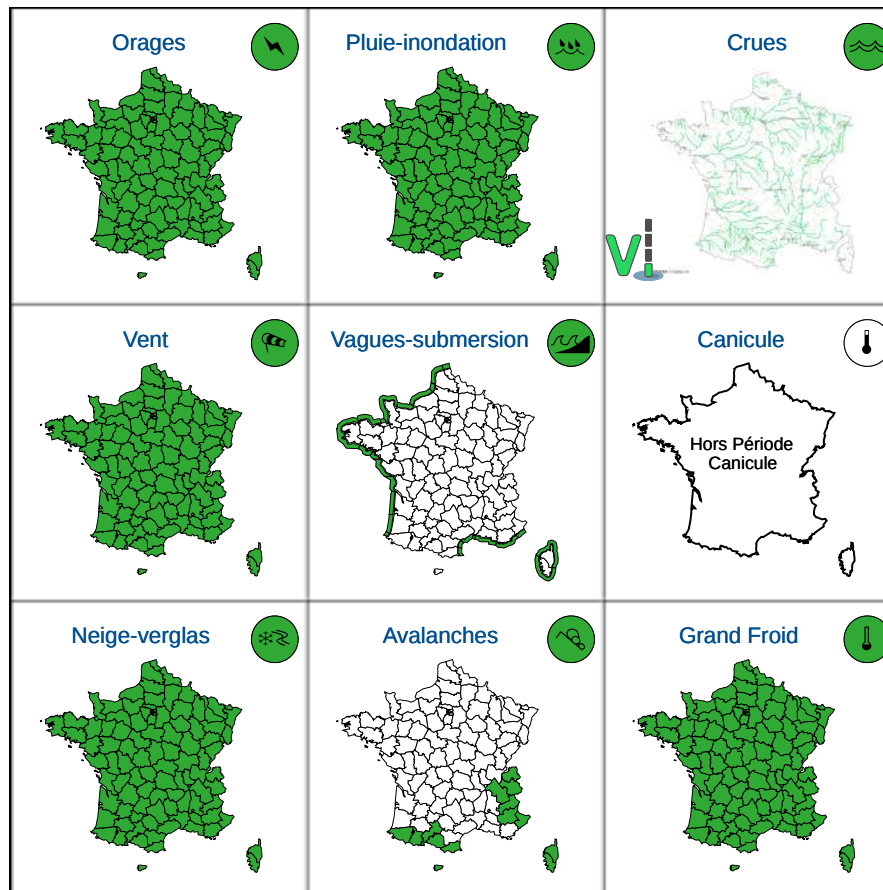 Orages
Pluie-inondation
Crues
Vent
Vagues-submersion
Canicule
Hors Période
Canicule
Neige-verglas
Avalanches
Grand Froid